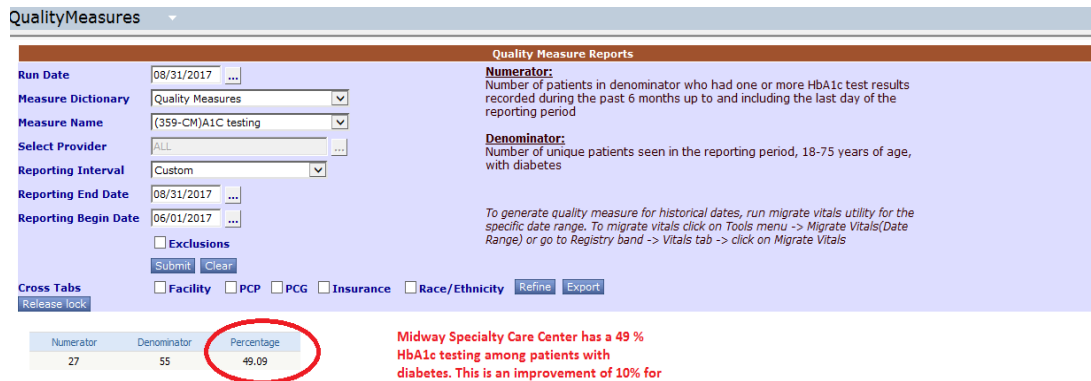 QualityMeasures
Quality Measure Reports
Run Date 08/31/2017 ...
Measure Dictionary Quality Measures
Measure Name (359-CM)A1C testing
Select Provider ALL ...
Reporting Interval Custom
Reporting End Date 08/31/2017 ...
Reporting Begin Date 06/01/2017 ...
Exclusions
Submit Clear
Numerator:
Number of patients in denominator who had one or more HbA1c test results
recorded during the past 6 months up to and including the last day of the
reporting period
Denominator:
Number of unique patients seen in the reporting period, 18-75 years of age,
with diabetes
To generate quality measure for historical dates, run migrate vitals utility for the
specific date range. To migrate vitals click on Tools menu -> Migrate Vitals(Date
Range) or go to Registry band -> Vitals tab -> click on Migrate Vitals
Cross Tabs Facility PCP PCG Insurance Race/Ethnicity Refine Export
Release lock
Numerator Denominator Percentage
27 55 49.09
Midway Specialty Care Center has a 49 %
HbA1c testing among patients with
diabetes. This is an improvement of 10% for